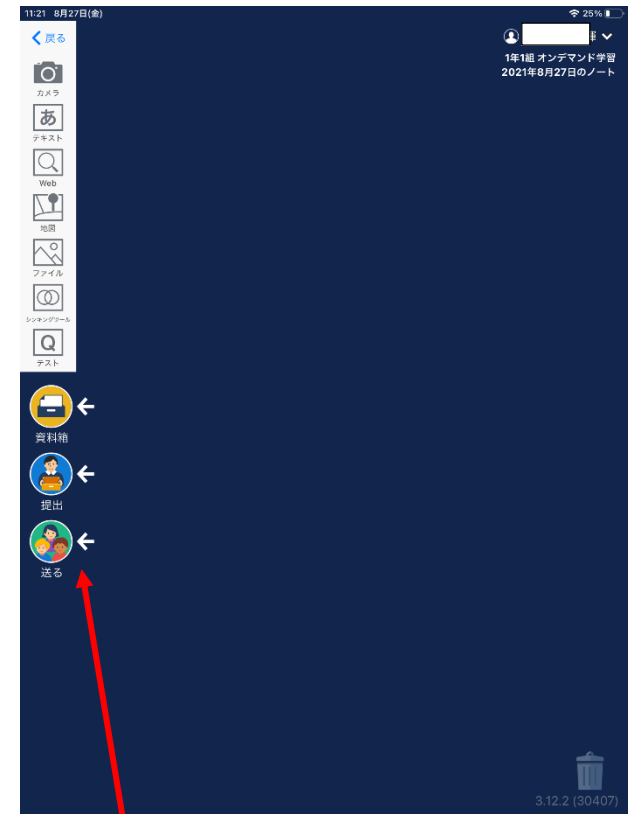 11:21 8月27日(金)
25%
戻る
1年1組 オンデマンド学習
2021年8月27日のノート
カメラ
あ
テキスト
Web
地図
ファイル
シンキングツール
Q
テスト
資料箱
提出
送る
3.12.2 (30407)